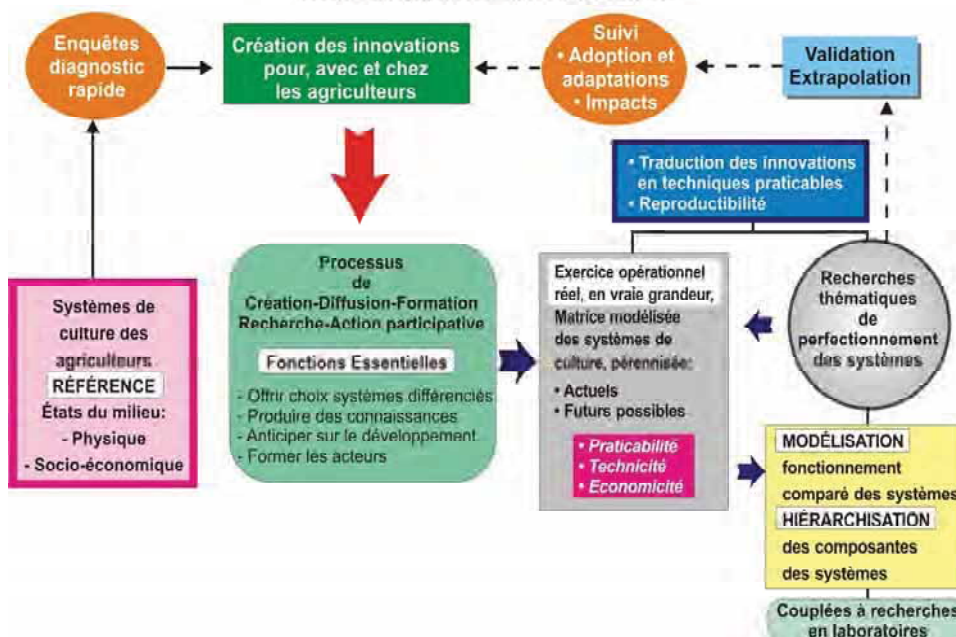 Enquêtes
diagnostic
rapide
Création des innovations
pour, avec et chez
les agriculteurs
Suivi
• Adoption et
adaptations
• Impacts
Validation
Extrapolation
• Traduction des innovations
en techniques praticables
• Reproductibilité
Systèmes de
culture des
agriculteurs
RÉFÉRENCE
États du milieu:
- Physique
- Socio-économique
Processus
de
Création-Diffusion-Formation
Recherche-Action participative
Fonctions Essentielles
- Offrir choix systèmes différenciés
- Produire des connaissances
- Anticiper sur le développement
- Former les acteurs
Exercice opérationnel
réel, en vraie grandeur,
Matrice modélisée
des systèmes de
culture, pérennisée:
• Actuels
• Futurs possibles
• Praticabilité
• Technicité
• Economicité
Recherches
thématiques
de
perfectionnement
des systèmes
MODÉLISATION
fonctionnement
comparé des systèmes
HIÉRARCHISATION
des composantes
des systèmes
Couplées à recherches
en laboratoires